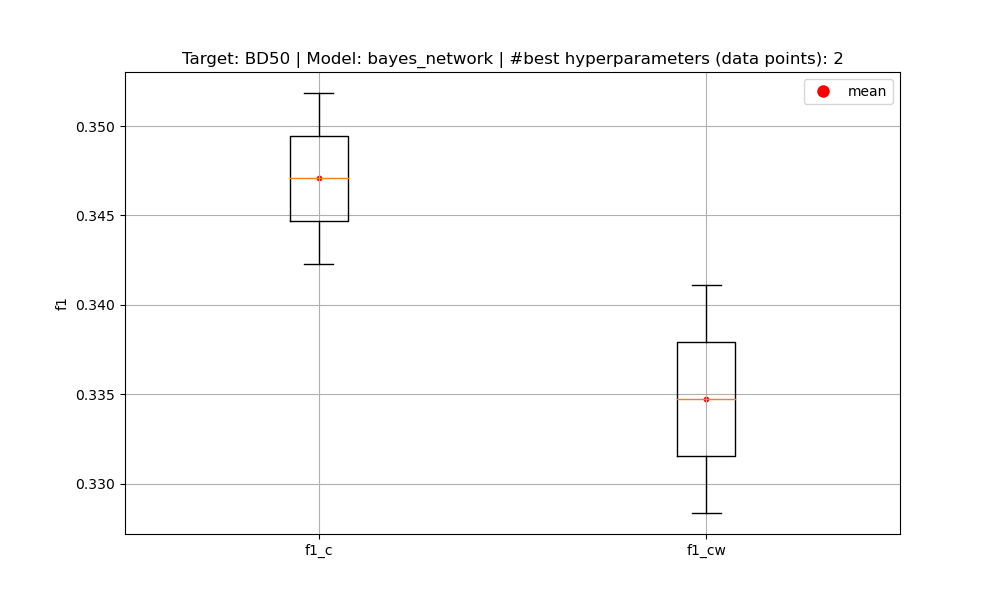 Target: BD50 | Model: bayes_network | #best hyperparameters (data points): 2
mean
0.350
0.345
0.340
0.335
0.330
f1
f1_c
f1_cw